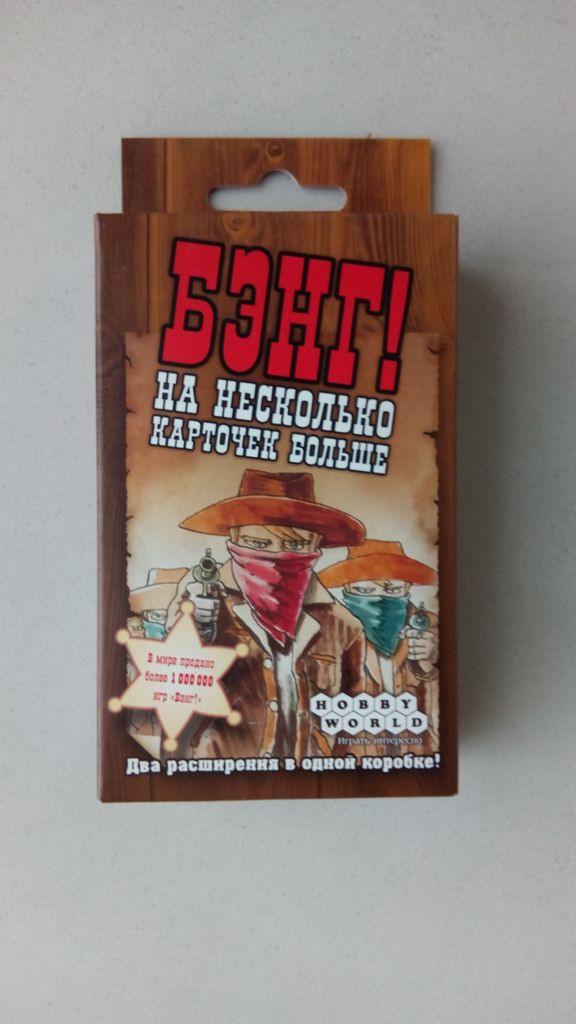 БЭНГ!
НА НЕСКОЛЬКО
КАРТОЧЕК БОЛЬШЕ
В мире продано
более 1 000 000
игр «Бэнг!»
HOBBY
WORLD
Играть интересно
Два расширения в одной коробке!